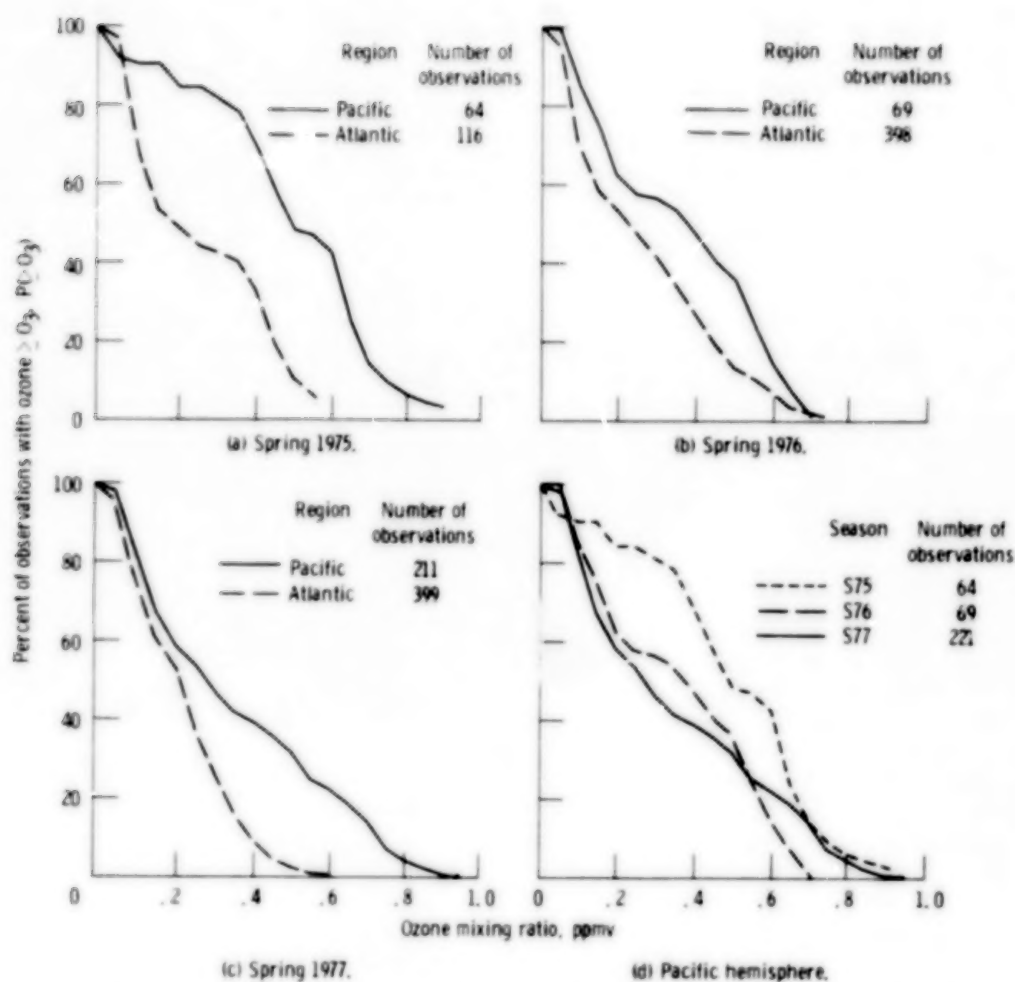 Percent of observations with ozone ≥ O3, P(≥O3)
100
80
60
40
20
0
Region Number of observations
Pacific 64
Atlantic 116
(a) Spring 1975.
Region Number of observations
Pacific 69
Atlantic 398
(b) Spring 1976.
100
80
60
40
20
0 .2 .4 .6 .8 1.0
Region Number of observations
Pacific 211
Atlantic 399
(c) Spring 1977.
Season Number of observations
S75 64
S76 69
S77 221
0 .2 .4 .6 .8 1.0
Ozone mixing ratio, ppmv
(d) Pacific hemisphere.